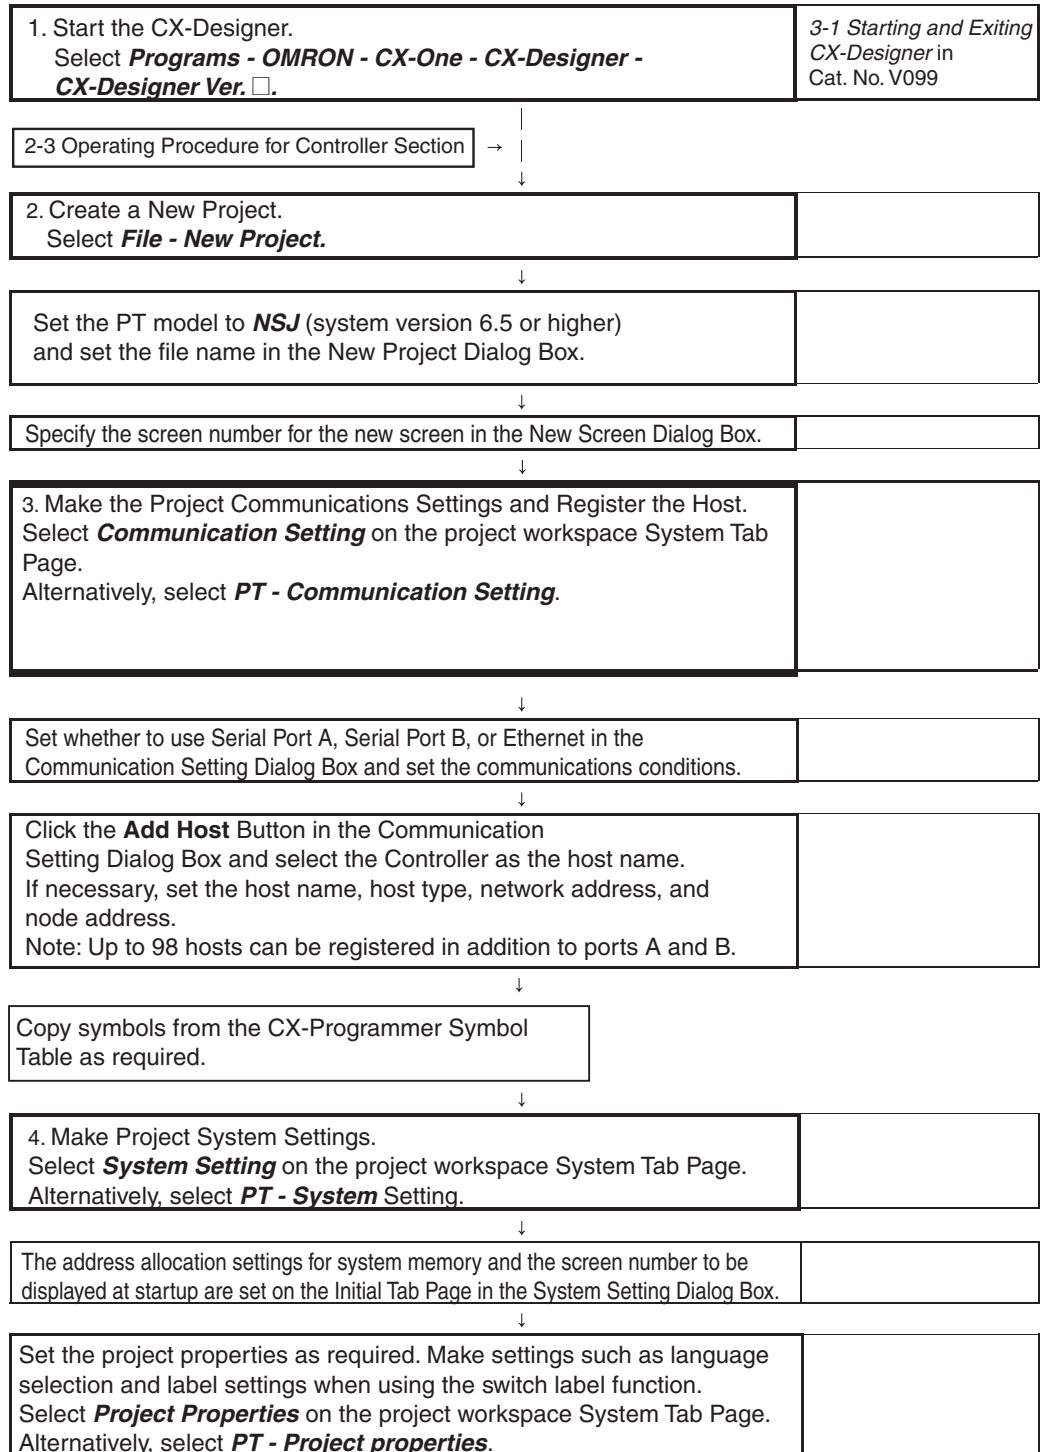 1. Start the CX-Designer.
Select Programs - OMRON - CX-One - CX-Designer -
CX-Designer Ver. □.
3-1 Starting and Exiting
CX-Designer in
Cat. No. V099
2-3 Operating Procedure for Controller Section →
↓
2. Create a New Project.
Select File - New Project.
↓
Set the PT model to NSJ (system version 6.5 or higher)
and set the file name in the New Project Dialog Box.
↓
Specify the screen number for the new screen in the New Screen Dialog Box.
↓
3. Make the Project Communications Settings and Register the Host.
Select Communication Setting on the project workspace System Tab
Page.
Alternatively, select PT - Communication Setting.
↓
Set whether to use Serial Port A, Serial Port B, or Ethernet in the
Communication Setting Dialog Box and set the communications conditions.
↓
Click the Add Host Button in the Communication
Setting Dialog Box and select the Controller as the host name.
If necessary, set the host name, host type, network address, and
node address.
Note: Up to 98 hosts can be registered in addition to ports A and B.
↓
Copy symbols from the CX-Programmer Symbol
Table as required.
↓
4. Make Project System Settings.
Select System Setting on the project workspace System Tab Page.
Alternatively, select PT - System Setting.
↓
The address allocation settings for system memory and the screen number to be
displayed at startup are set on the Initial Tab Page in the System Setting Dialog Box.
↓
Set the project properties as required. Make settings such as language
selection and label settings when using the switch label function.
Select Project Properties on the project workspace System Tab Page.
Alternatively, select PT - Project properties.